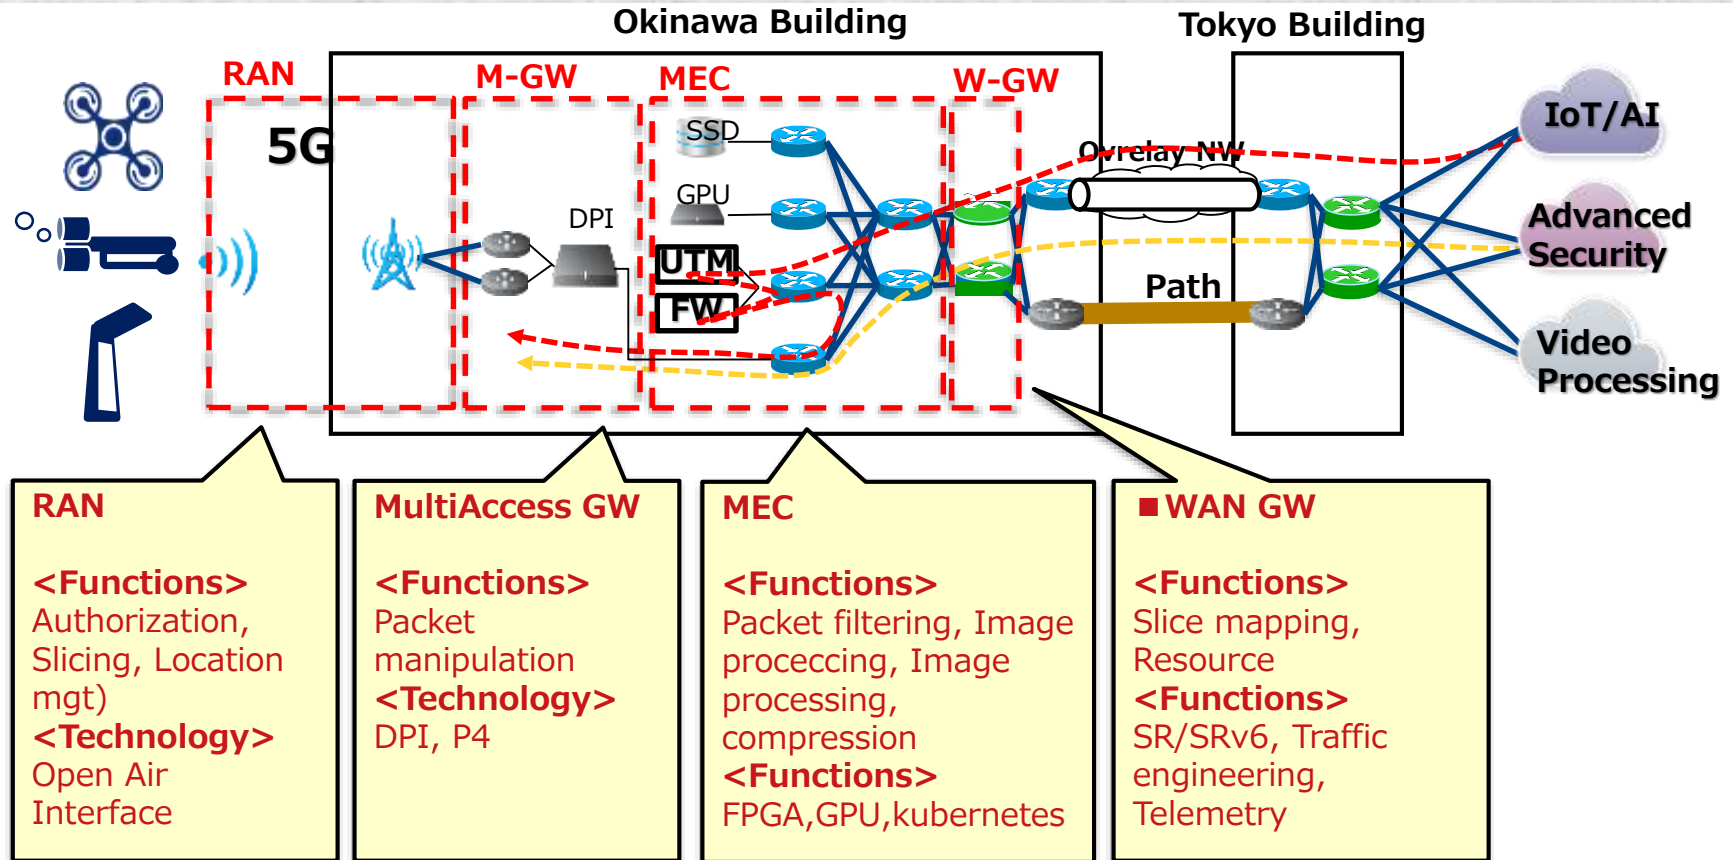 Okinawa Building
Tokyo Building
RAN
M-GW
MEC
W-GW
5G
SSD
GPU
DPI
UTM
FW
Ovrelay NW
Path
IoT/AI
Advanced
Security
Video
Processing
RAN
<Functions>
Authorization,
Slicing, Location
mgt)
<Technology>
Open Air
Interface
MultiAccess GW
<Functions>
Packet
manipulation
<Technology>
DPI, P4
MEC
<Functions>
Packet filtering, Image
proceccing, Image
processing,
compression
<Functions>
FPGA,GPU,kubernetes
■WAN GW
<Functions>
Slice mapping,
Resource
<Functions>
SR/SRv6, Traffic
engineering,
Telemetry